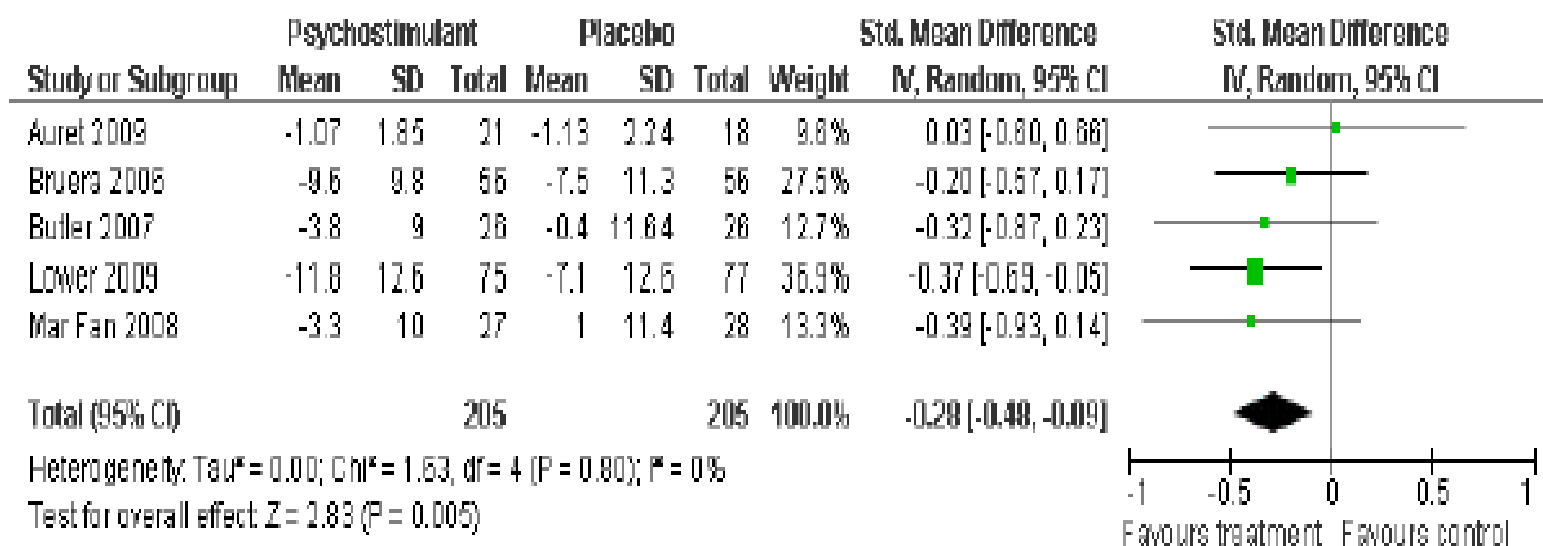 Psychostimulant Placebo Std. Mean Difference Std. Mean Difference
Study or Subgroup Mean SD Total Mean SD Total Weight IV, Random, 95% CI IV, Random, 95% CI
Auret 2009 -1.07 1.85 21 -1.13 2.24 18 9.6% 0.03 [-0.60, 0.66]
Bruera 2006 -9.6 9.8 56 -7.5 11.3 56 27.5% -0.20 [-0.57, 0.17]
Butler 2007 -3.8 9 26 -0.4 11.64 26 12.7% -0.32 [-0.87, 0.23]
Lower 2009 -11.8 12.6 75 -7.1 12.6 77 36.9% -0.37 [-0.69, -0.05]
Mar Fan 2008 -3.3 10 27 1 11.4 28 13.3% -0.39 [-0.93, 0.14]
Total (95% CI) 205 205 100.0% -0.28 [-0.48, -0.09]
Heterogeneity: Tau² = 0.00; Chi² = 1.63, df = 4 (P = 0.80); I² = 0%
Test for overall effect: Z = 2.83 (P = 0.005)
-1 -0.5 0 0.5 1
Favours treatment Favours control